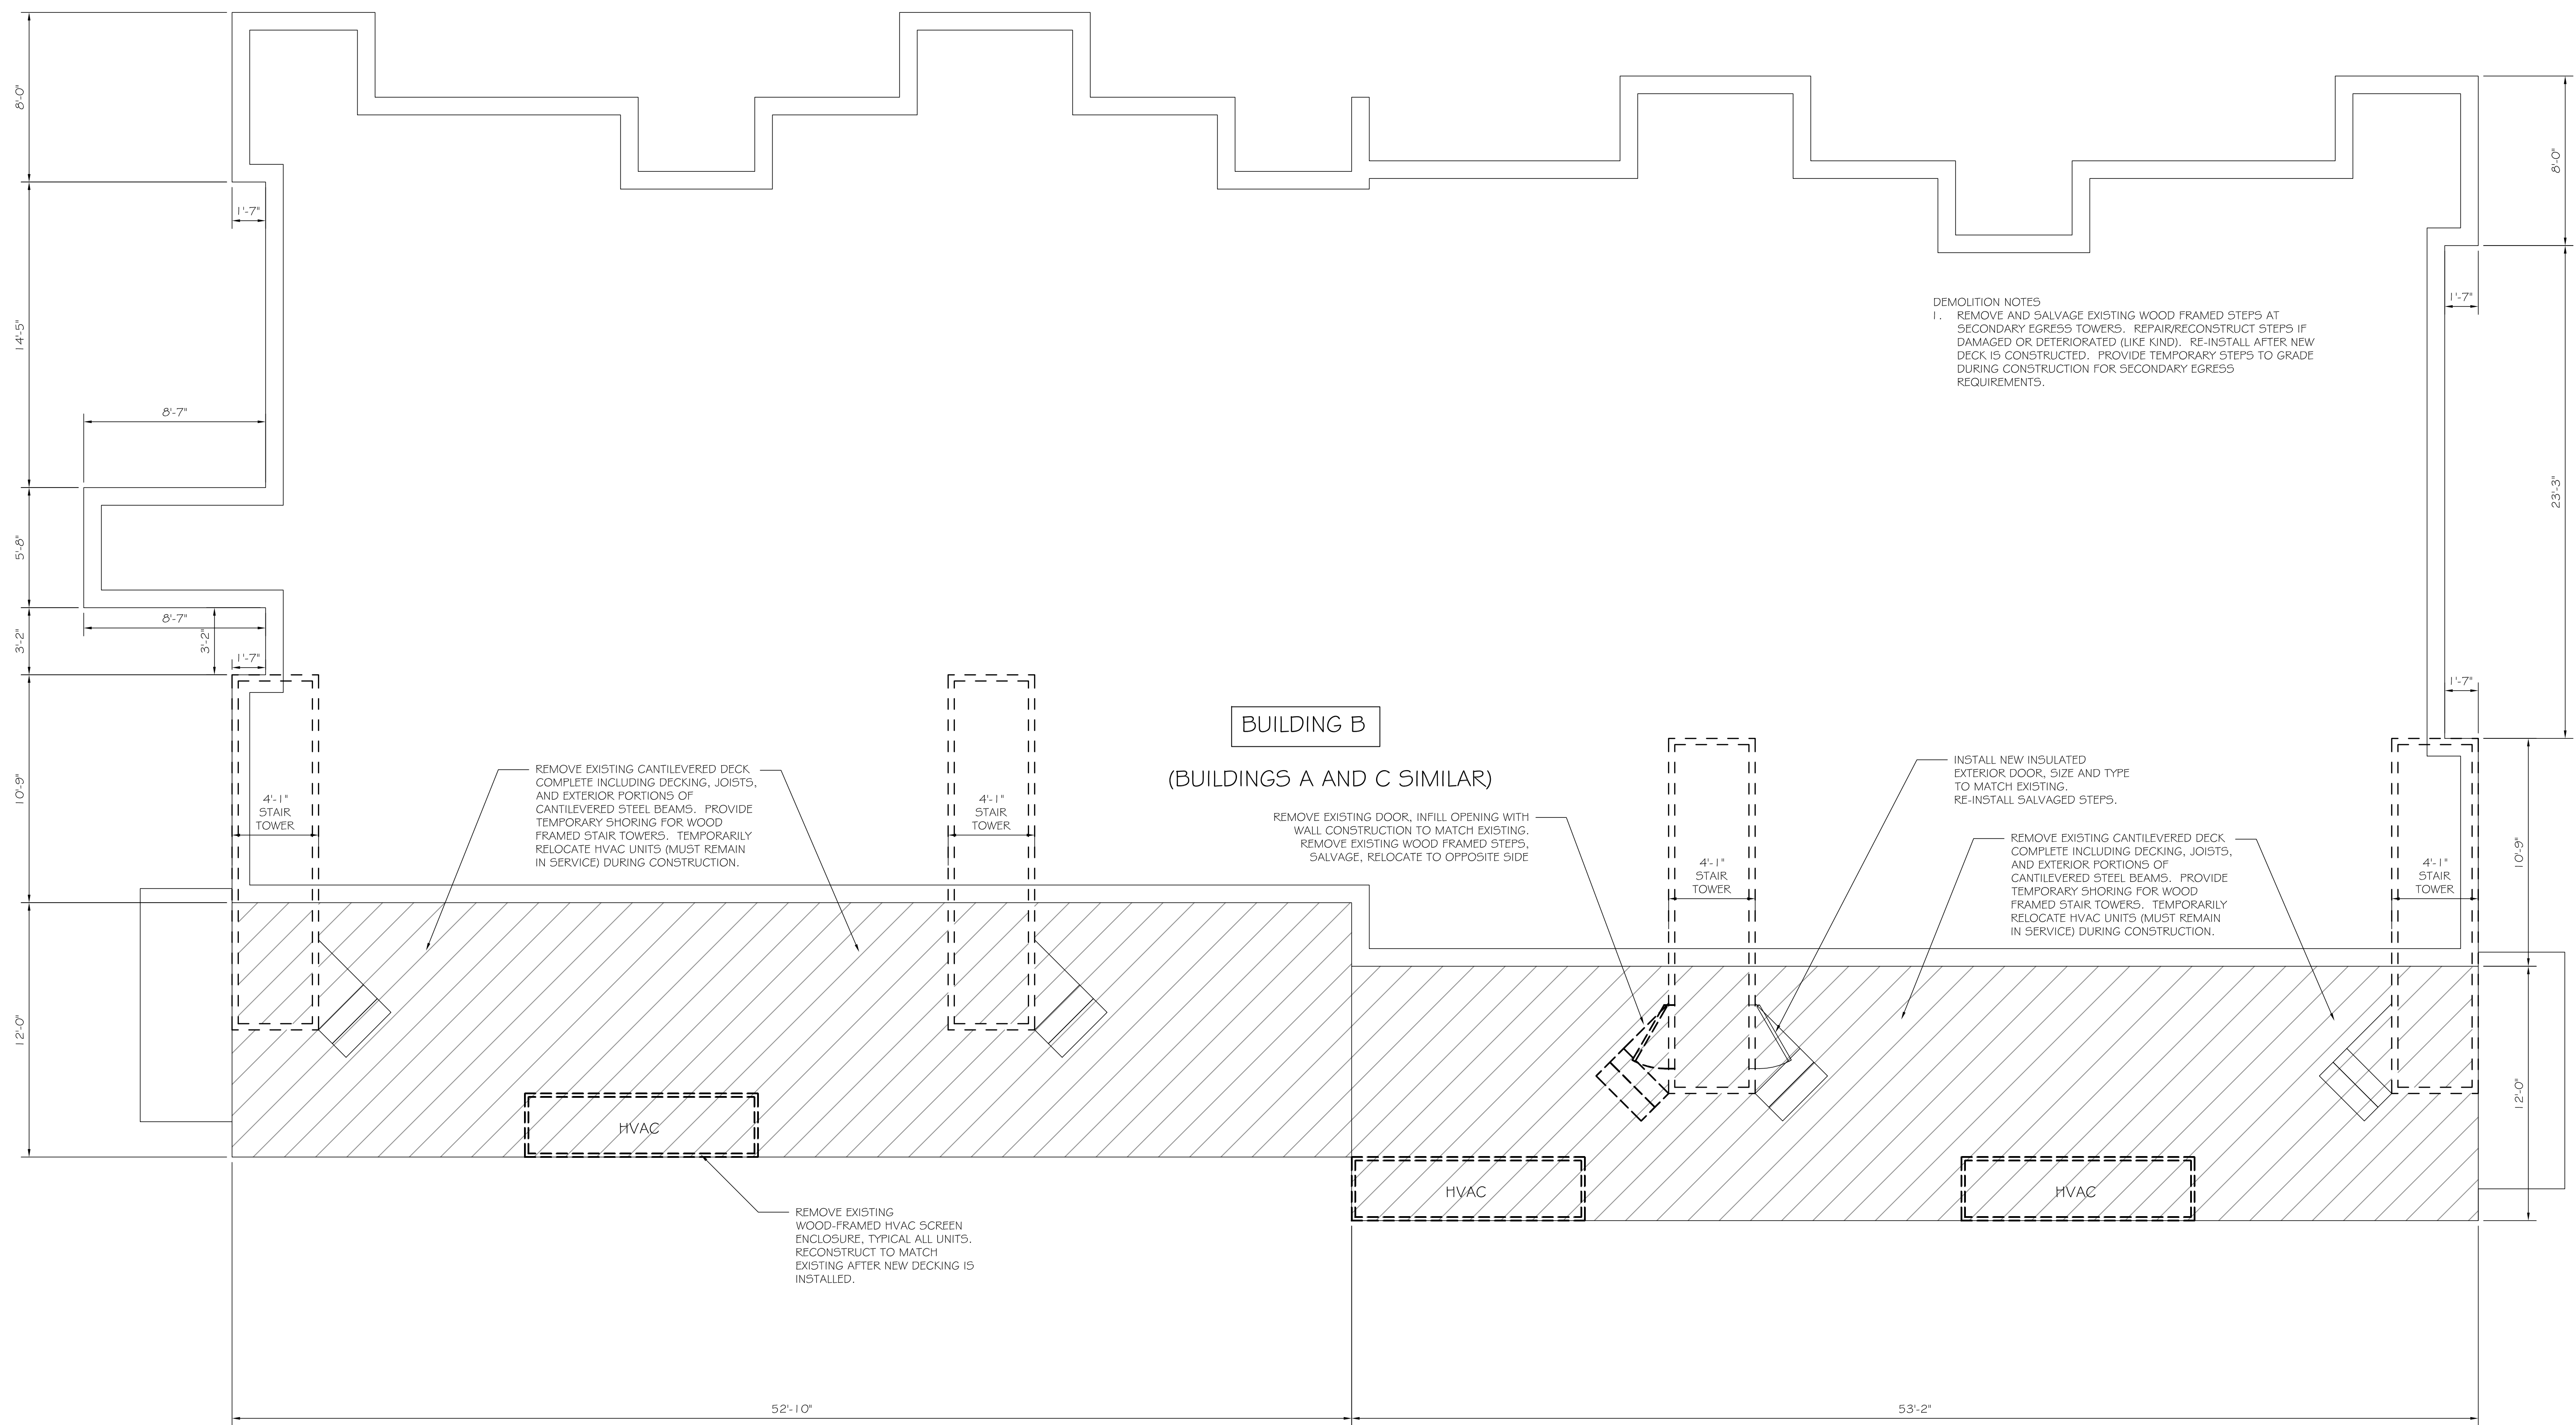 8'-0"
8'-0"
1'-7"
14'-5"
DEMOLITION NOTES
1. REMOVE AND SALVAGE EXISTING WOOD FRAMED STEPS AT
SECONDARY EGRESS TOWERS. REPAIR/RECONSTRUCT STEPS IF
DAMAGED OR DETERIORATED (LIKE KIND). RE-INSTALL AFTER NEW
DECK IS CONSTRUCTED. PROVIDE TEMPORARY STEPS TO GRADE
DURING CONSTRUCTION FOR SECONDARY EGRESS
REQUIREMENTS.
1'-7"
8'-7"
23'-3"
5'-8"
8'-7"
3'-2"
3'-2"
1'-7"
1'-7"
BUILDING B
(BUILDINGS A AND C SIMILAR)
10'-9"
4'-1"
STAIR
TOWER
REMOVE EXISTING CANTILEVERED DECK
COMPLETE INCLUDING DECKING, JOISTS,
AND EXTERIOR PORTIONS OF
CANTILEVERED STEEL BEAMS. PROVIDE
TEMPORARY SHORING FOR WOOD
FRAMED STAIR TOWERS. TEMPORARILY
RELOCATE HVAC UNITS (MUST REMAIN
IN SERVICE) DURING CONSTRUCTION.
4'-1"
STAIR
TOWER
REMOVE EXISTING DOOR, INFILL OPENING WITH
WALL CONSTRUCTION TO MATCH EXISTING.
REMOVE EXISTING WOOD FRAMED STEPS,
SALVAGE, RELOCATE TO OPPOSITE SIDE
4'-1"
STAIR
TOWER
INSTALL NEW INSULATED
EXTERIOR DOOR, SIZE AND TYPE
TO MATCH EXISTING.
RE-INSTALL SALVAGED STEPS.
REMOVE EXISTING CANTILEVERED DECK
COMPLETE INCLUDING DECKING, JOISTS,
AND EXTERIOR PORTIONS OF
CANTILEVERED STEEL BEAMS. PROVIDE
TEMPORARY SHORING FOR WOOD
FRAMED STAIR TOWERS. TEMPORARILY
RELOCATE HVAC UNITS (MUST REMAIN
IN SERVICE) DURING CONSTRUCTION.
4'-1"
STAIR
TOWER
10'-9"
12'-0"
12'-0"
HVAC
HVAC
HVAC
REMOVE EXISTING
WOOD-FRAMED HVAC SCREEN
ENCLOSURE, TYPICAL ALL UNITS.
RECONSTRUCT TO MATCH
EXISTING AFTER NEW DECKING IS
INSTALLED.
52'-10"
53'-2"